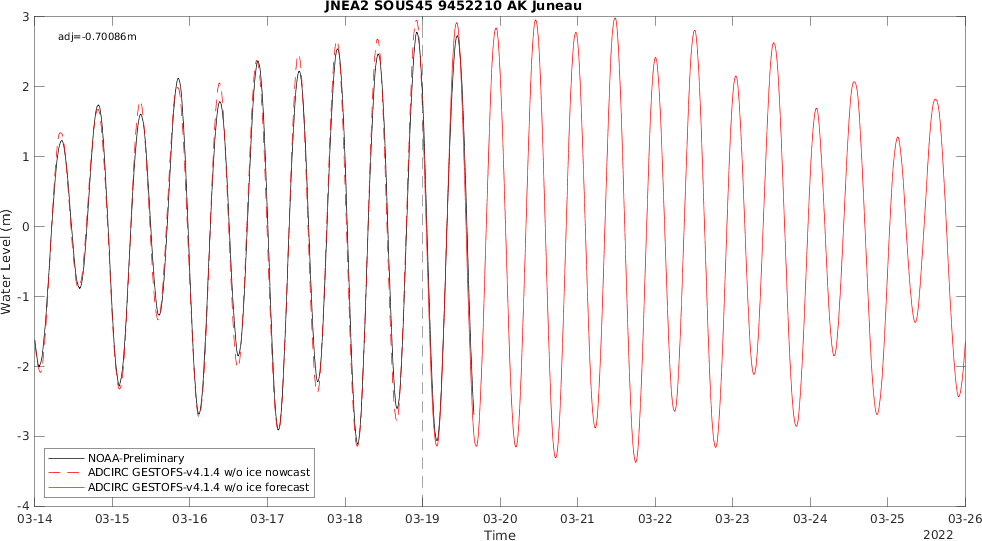 JNEA2 SOUS45 9452210 AK Juneau
adj=-0.70086m
3
2
1
0
-1
-2
-3
-4
Water Level (m)
NOAA-Preliminary
ADCIRC GESTOFS-v4.1.4 w/o ice nowcast
ADCIRC GESTOFS-v4.1.4 w/o ice forecast
03-14 03-15 03-16 03-17 03-18 03-19 03-20 03-21 03-22 03-23 03-24 03-25 03-26
Time
2022